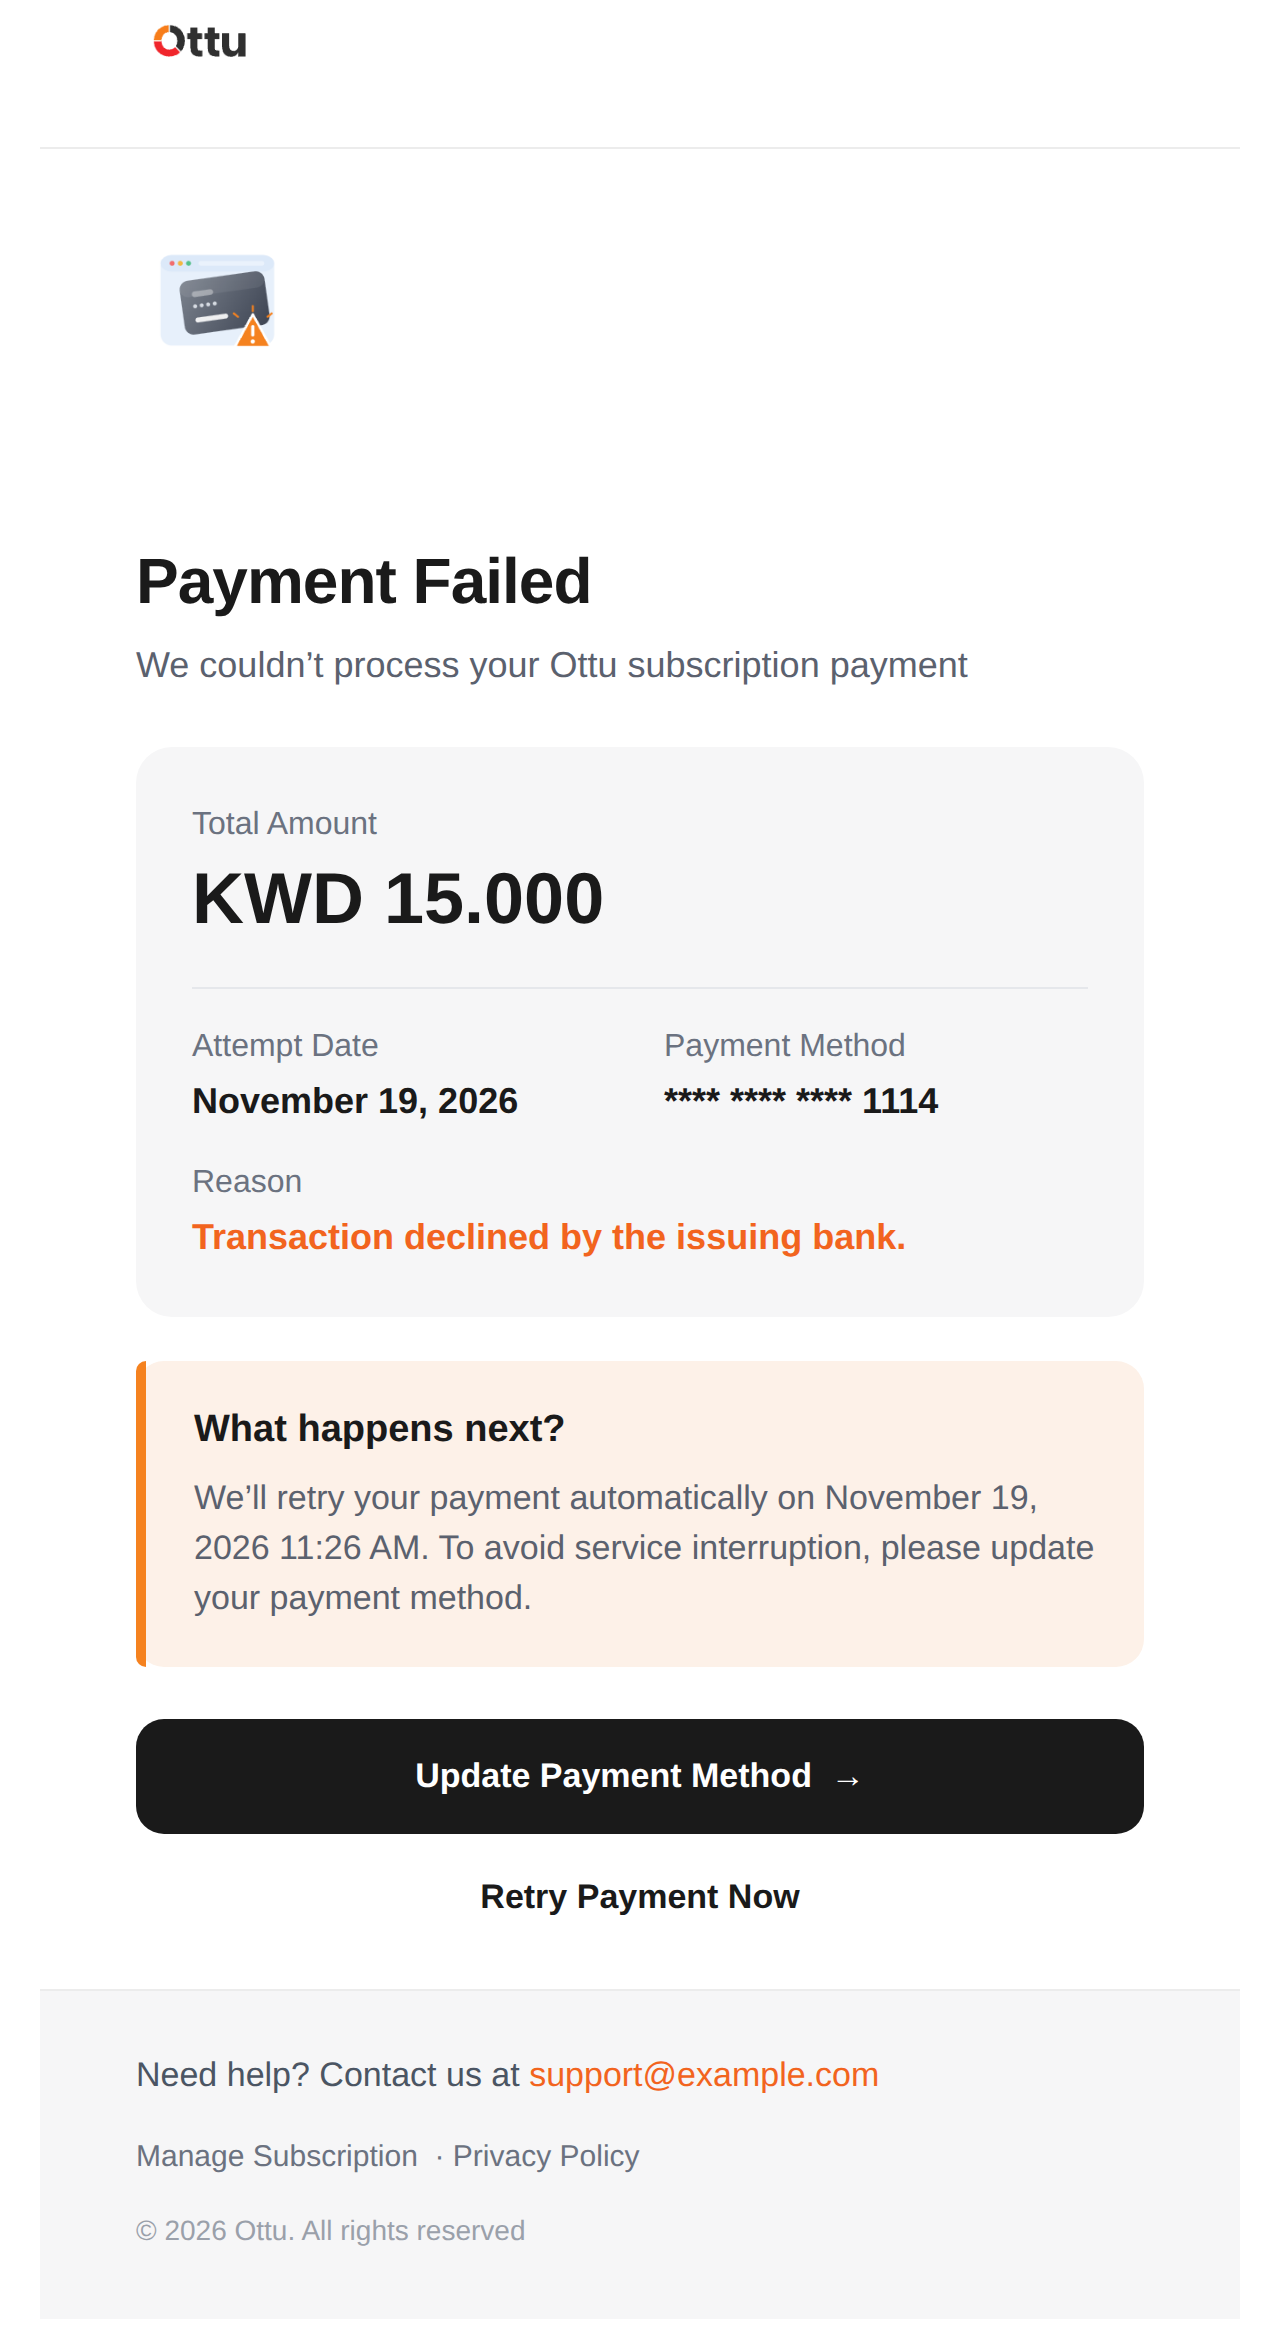 Ottu
Payment Failed
We couldn’t process your Ottu subscription payment
Total Amount
KWD 15.000
Attempt Date
November 19, 2026
Payment Method
**** **** **** 1114
Reason
Transaction declined by the issuing bank.
What happens next?
We’ll retry your payment automatically on November 19,
2026 11:26 AM. To avoid service interruption, please update
your payment method.
Update Payment Method →
Retry Payment Now
Need help? Contact us at support@example.com
Manage Subscription · Privacy Policy
© 2026 Ottu. All rights reserved